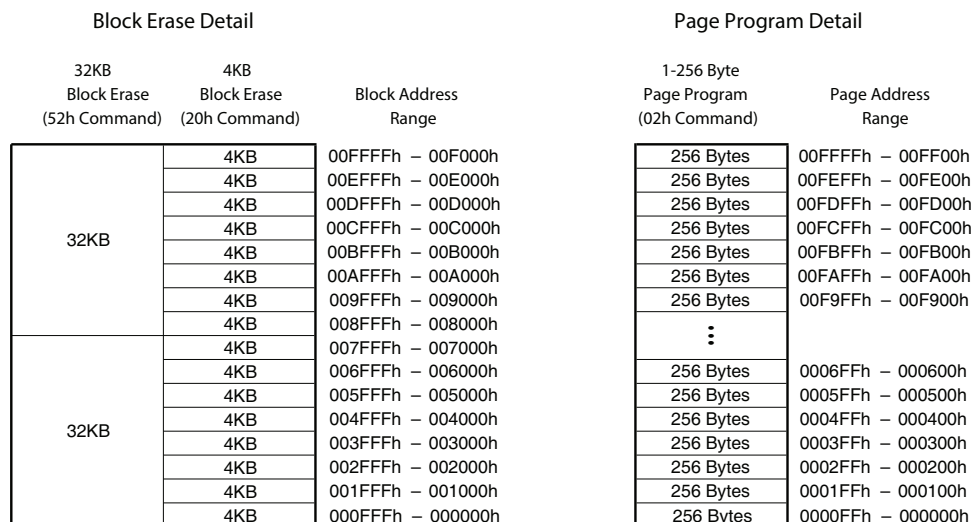 Block Erase Detail
Page Program Detail
32KB 4KB
Block Erase Block Erase Block Address
(52h Command) (20h Command) Range
1-256 Byte
Page Program Page Address
(02h Command) Range
32KB
4KB 00FFFFh – 00F000h
4KB 00EFFFh – 00E000h
4KB 00DFFFh – 00D000h
4KB 00CFFFh – 00C000h
4KB 00BFFFh – 00B000h
4KB 00AFFFh – 00A000h
4KB 009FFFh – 009000h
4KB 008FFFh – 008000h
32KB
4KB 007FFFh – 007000h
4KB 006FFFh – 006000h
4KB 005FFFh – 005000h
4KB 004FFFh – 004000h
4KB 003FFFh – 003000h
4KB 002FFFh – 002000h
4KB 001FFFh – 001000h
4KB 000FFFh – 000000h
256 Bytes 00FFFFh – 00FF00h
256 Bytes 00FEFFh – 00FE00h
256 Bytes 00FDFFh – 00FD00h
256 Bytes 00FCFFh – 00FC00h
256 Bytes 00FBFFh – 00FB00h
256 Bytes 00FAFFh – 00FA00h
256 Bytes 00F9FFh – 00F900h
⋮
256 Bytes 0006FFh – 000600h
256 Bytes 0005FFh – 000500h
256 Bytes 0004FFh – 000400h
256 Bytes 0003FFh – 000300h
256 Bytes 0002FFh – 000200h
256 Bytes 0001FFh – 000100h
256 Bytes 0000FFh – 000000h